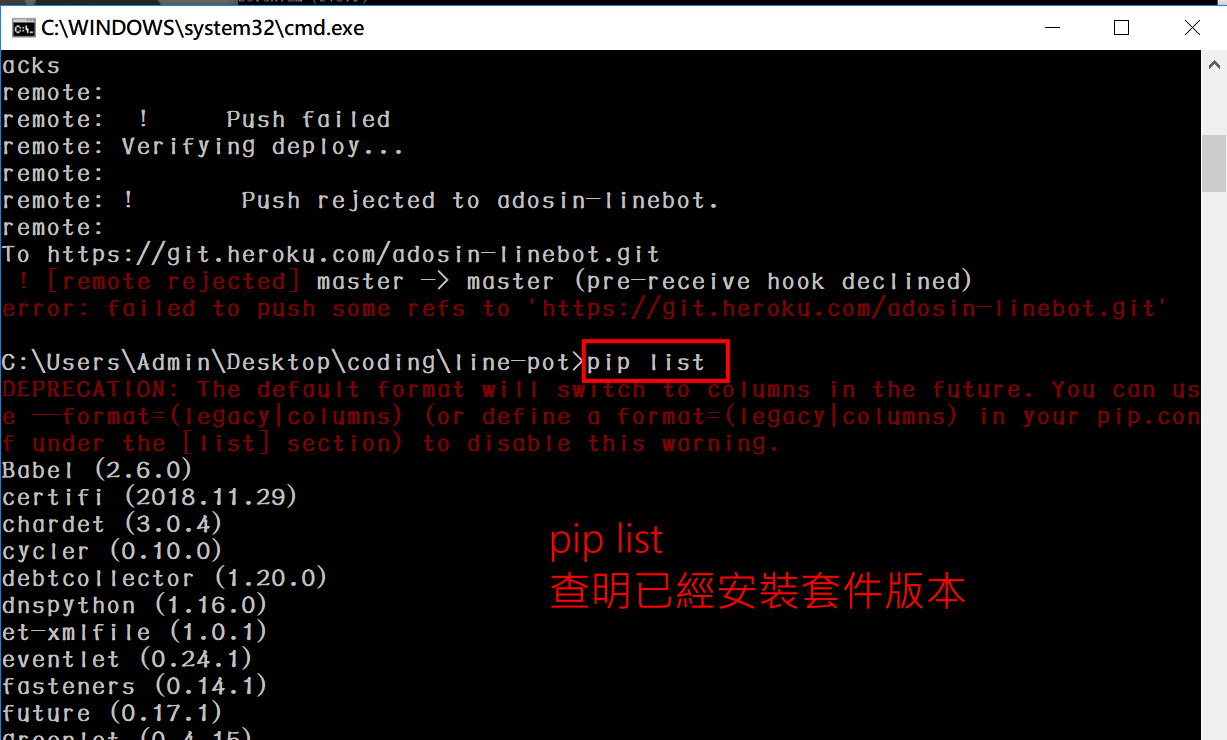 C:\WINDOWS\system32\cmd.exe
acks
remote:
remote:  !     Push failed
remote: Verifying deploy...
remote:
remote: !       Push rejected to adosin-linebot.
remote:
To https://git.heroku.com/adosin-linebot.git
 ! [remote rejected] master -> master (pre-receive hook declined)
error: failed to push some refs to 'https://git.heroku.com/adosin-linebot.git'
C:\Users\Admin\Desktop\coding\line-pot>pip list
DEPRECATION: The default format will switch to columns in the future. You can us
e --format=(legacy|columns) (or define a format=(legacy|columns) in your pip.con
f under the [list] section) to disable this warning.
Babel (2.6.0)
certifi (2018.11.29)
chardet (3.0.4)
cycler (0.10.0)
debtcollector (1.20.0)
dnspython (1.16.0)
et-xmlfile (1.0.1)
eventlet (0.24.1)
fasteners (0.14.1)
future (0.17.1)
greenlet (0.4.15)
pip list
查明已經安裝套件版本